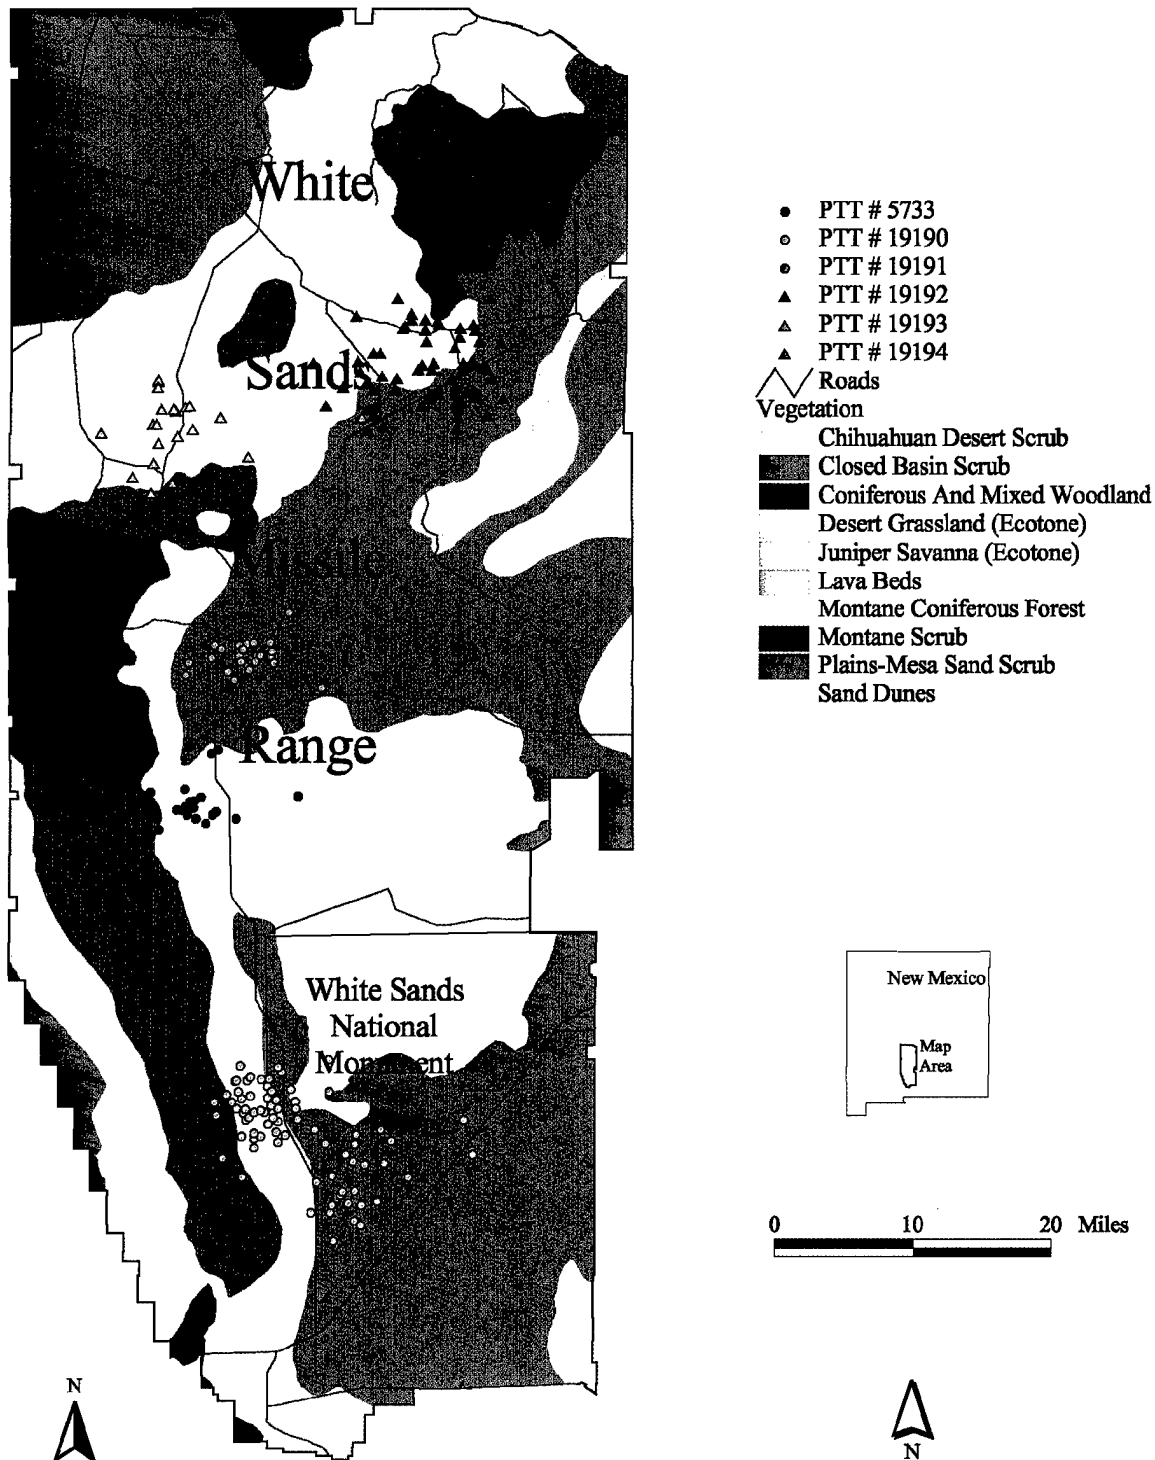 White
Sands
Missile
Range
White Sands
National
Monument
PTT # 5733
PTT # 19190
PTT # 19191
PTT # 19192
PTT # 19193
PTT # 19194
Roads
Vegetation
Chihuahuan Desert Scrub
Closed Basin Scrub
Coniferous And Mixed Woodland
Desert Grassland (Ecotone)
Juniper Savanna (Ecotone)
Lava Beds
Montane Coniferous Forest
Montane Scrub
Plains-Mesa Sand Scrub
Sand Dunes
New Mexico
Map
Area
0 10 20 Miles
N
N